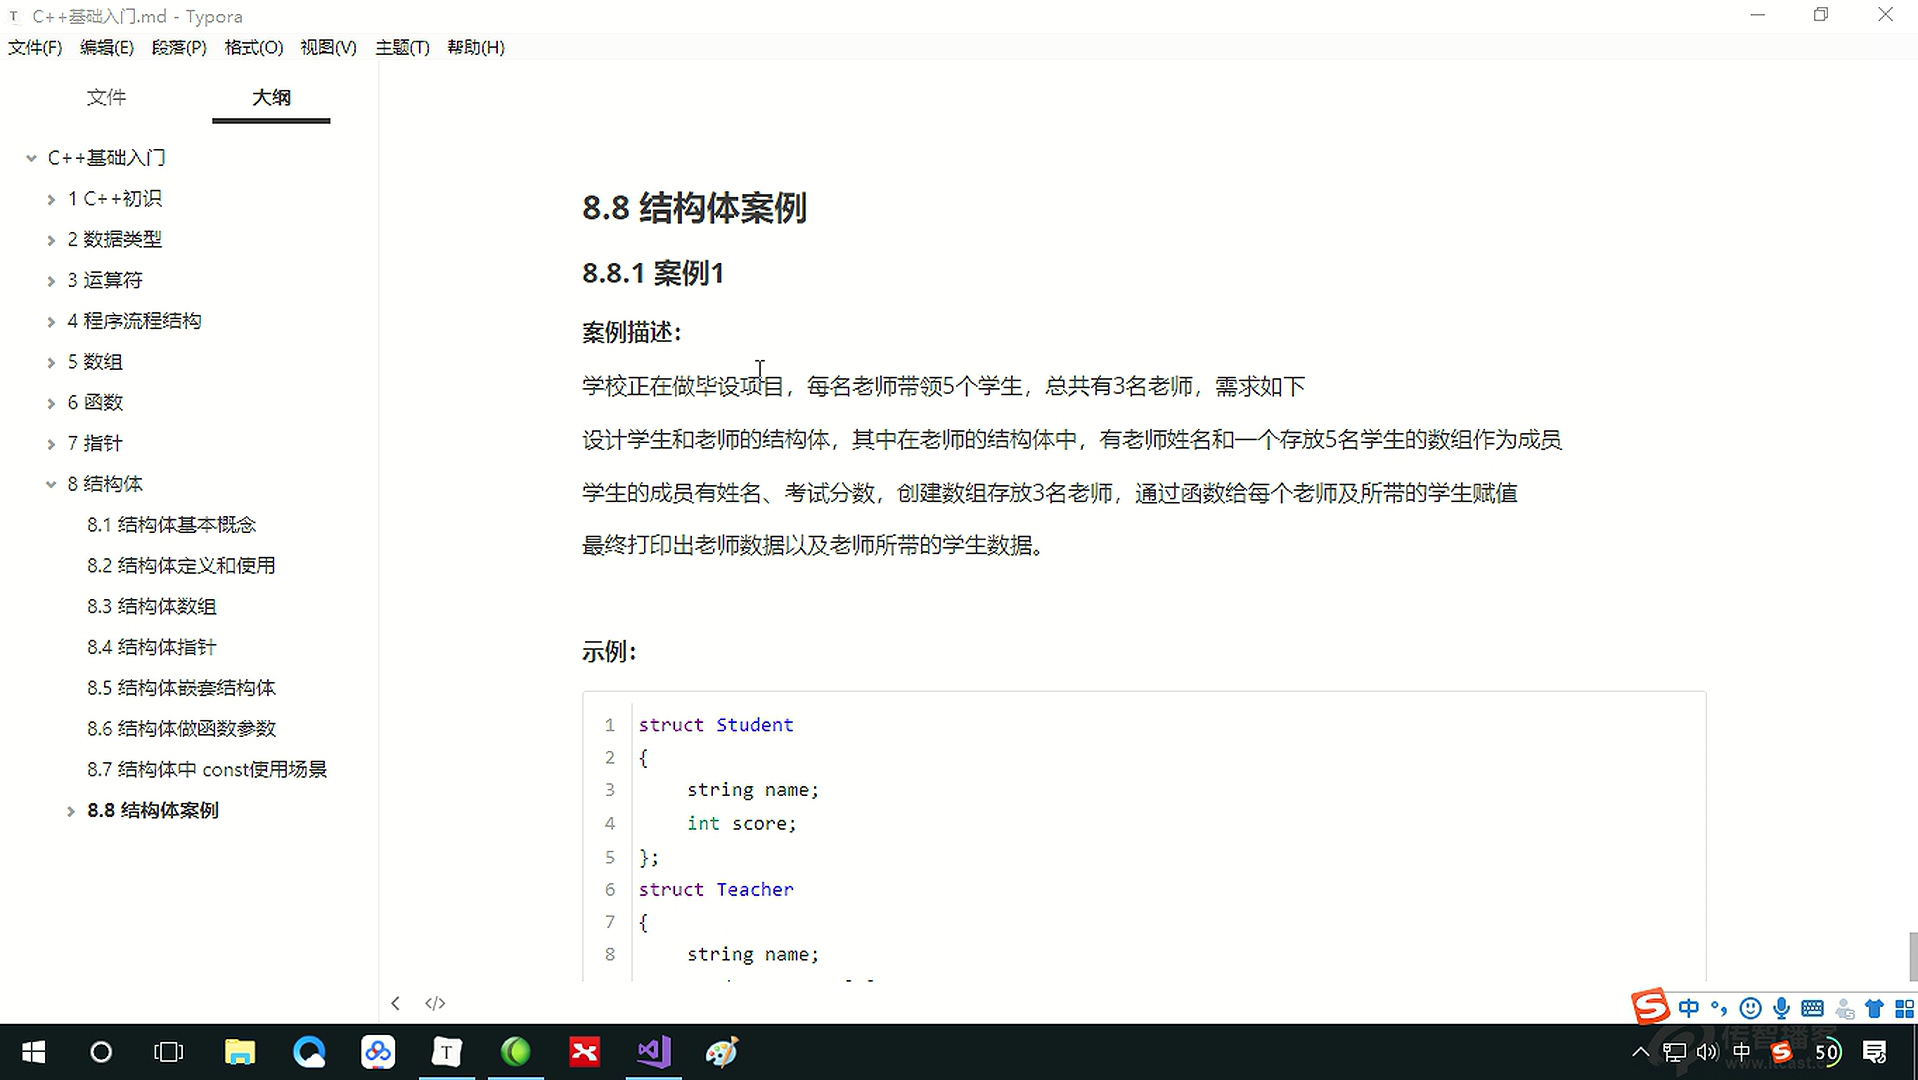 C++基础入门.md - Typora
文件(F) 编辑(E) 段落(P) 格式(O) 视图(V) 主题(T) 帮助(H)
文件 大纲
C++基础入门
1 C++初识
2 数据类型
3 运算符
4 程序流程结构
5 数组
6 函数
7 指针
8 结构体
8.1 结构体基本概念
8.2 结构体定义和使用
8.3 结构体数组
8.4 结构体指针
8.5 结构体嵌套结构体
8.6 结构体做函数参数
8.7 结构体中 const使用场景
8.8 结构体案例
8.8 结构体案例
8.8.1 案例1
案例描述：
学校正在做毕设项目，每名老师带领5个学生，总共有3名老师，需求如下
设计学生和老师的结构体，其中在老师的结构体中，有老师姓名和一个存放5名学生的数组作为成员
学生的成员有姓名、考试分数，创建数组存放3名老师，通过函数给每个老师及所带的学生赋值
最终打印出老师数据以及老师所带的学生数据。
示例：
1 struct Student
2 {
3 string name;
4 int score;
5 };
6 struct Teacher
7 {
8 string name;
</>
中
传智播客
中 50